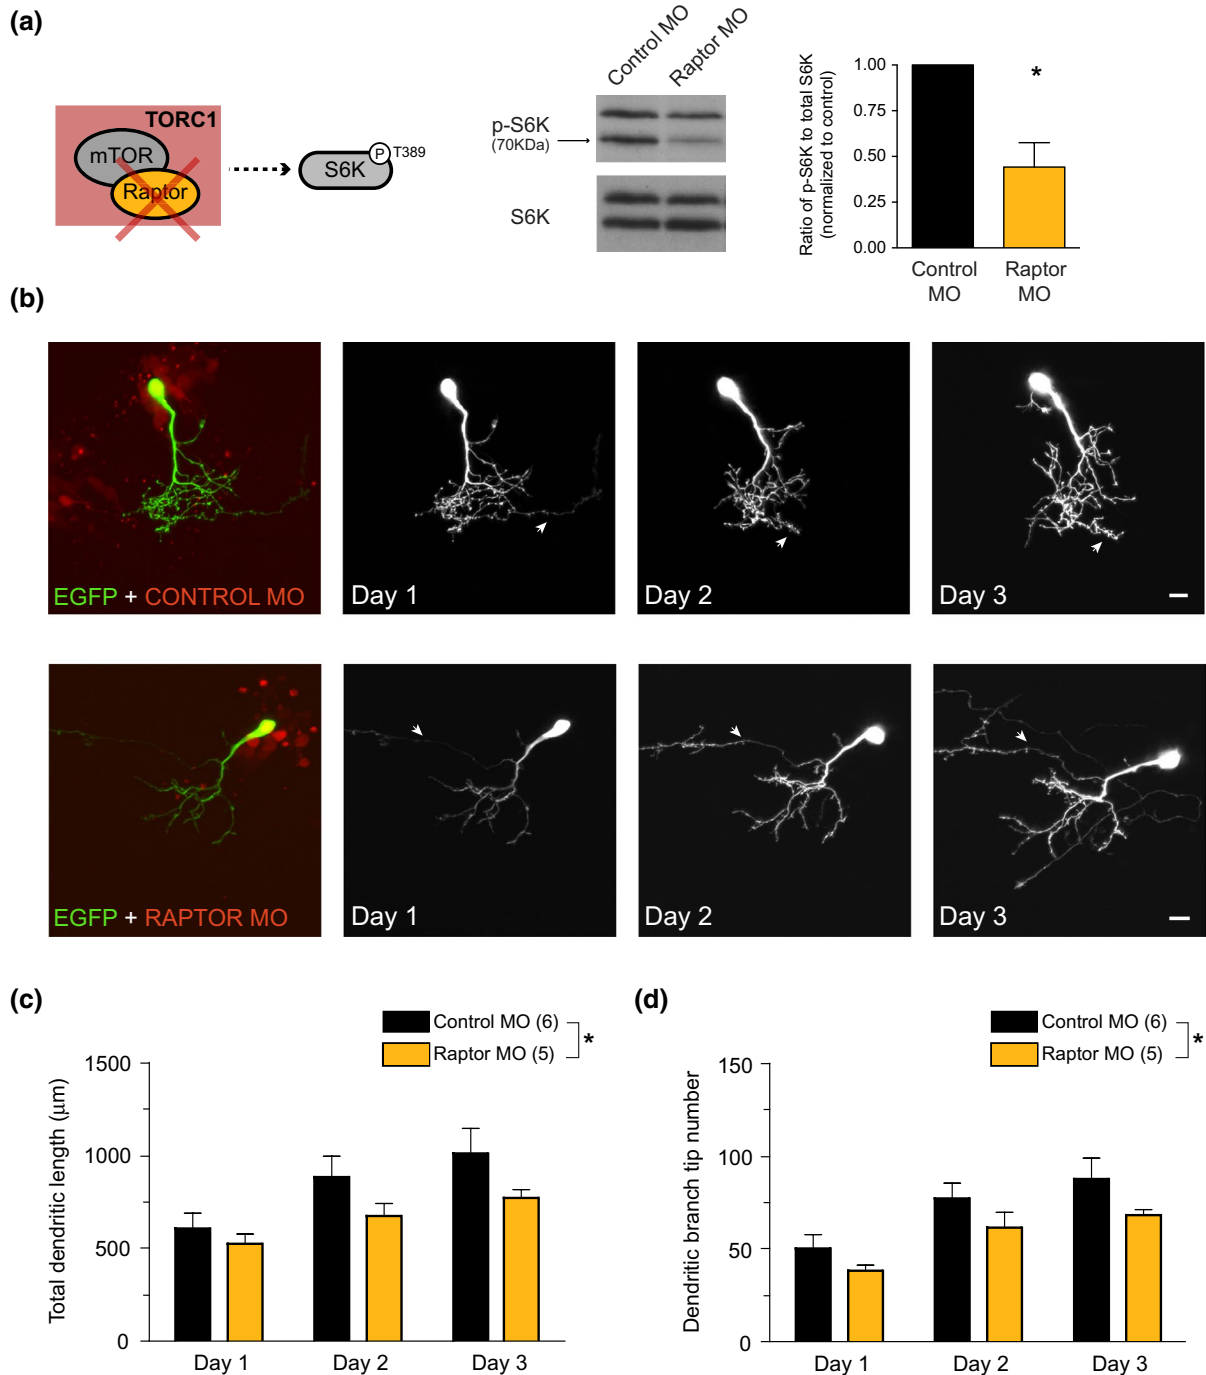 (a)
TORC1
mTOR
Raptor
S6K
P
T389
Control MO
Raptor MO
p-S6K
(70KDa)
S6K
Ratio of p-S6K to total S6K
(normalized to control)
1.00
0.75
0.50
0.25
0.00
*
Control
MO
Raptor
MO
(b)
EGFP + CONTROL MO
Day 1
Day 2
Day 3
EGFP + RAPTOR MO
Day 1
Day 2
Day 3
(c)
Control MO (6)
Raptor MO (5)
*
Total dendritic length (μm)
1500
1000
500
0
Day 1
Day 2
Day 3
(d)
Control MO (6)
Raptor MO (5)
*
Dendritic branch tip number
150
100
50
0
Day 1
Day 2
Day 3